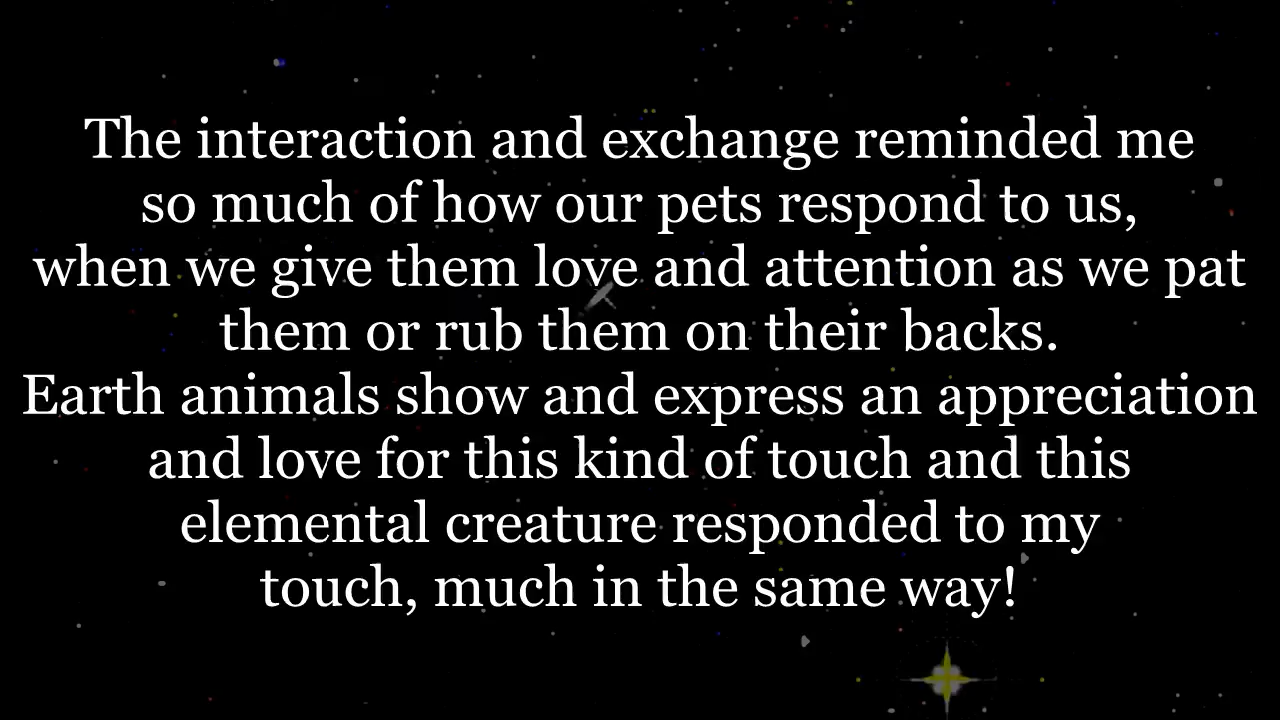 The interaction and exchange reminded me
so much of how our pets respond to us,
when we give them love and attention as we pat
them or rub them on their backs.
Earth animals show and express an appreciation
and love for this kind of touch and this
elemental creature responded to my
touch, much in the same way!